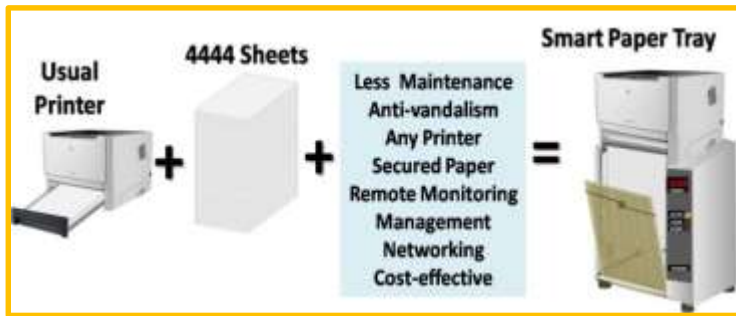 Usual
Printer
+
4444 Sheets
+
Less Maintenance
Anti-vandalism
Any Printer
Secured Paper
Remote Monitoring
Management
Networking
Cost-effective
=
Smart Paper Tray